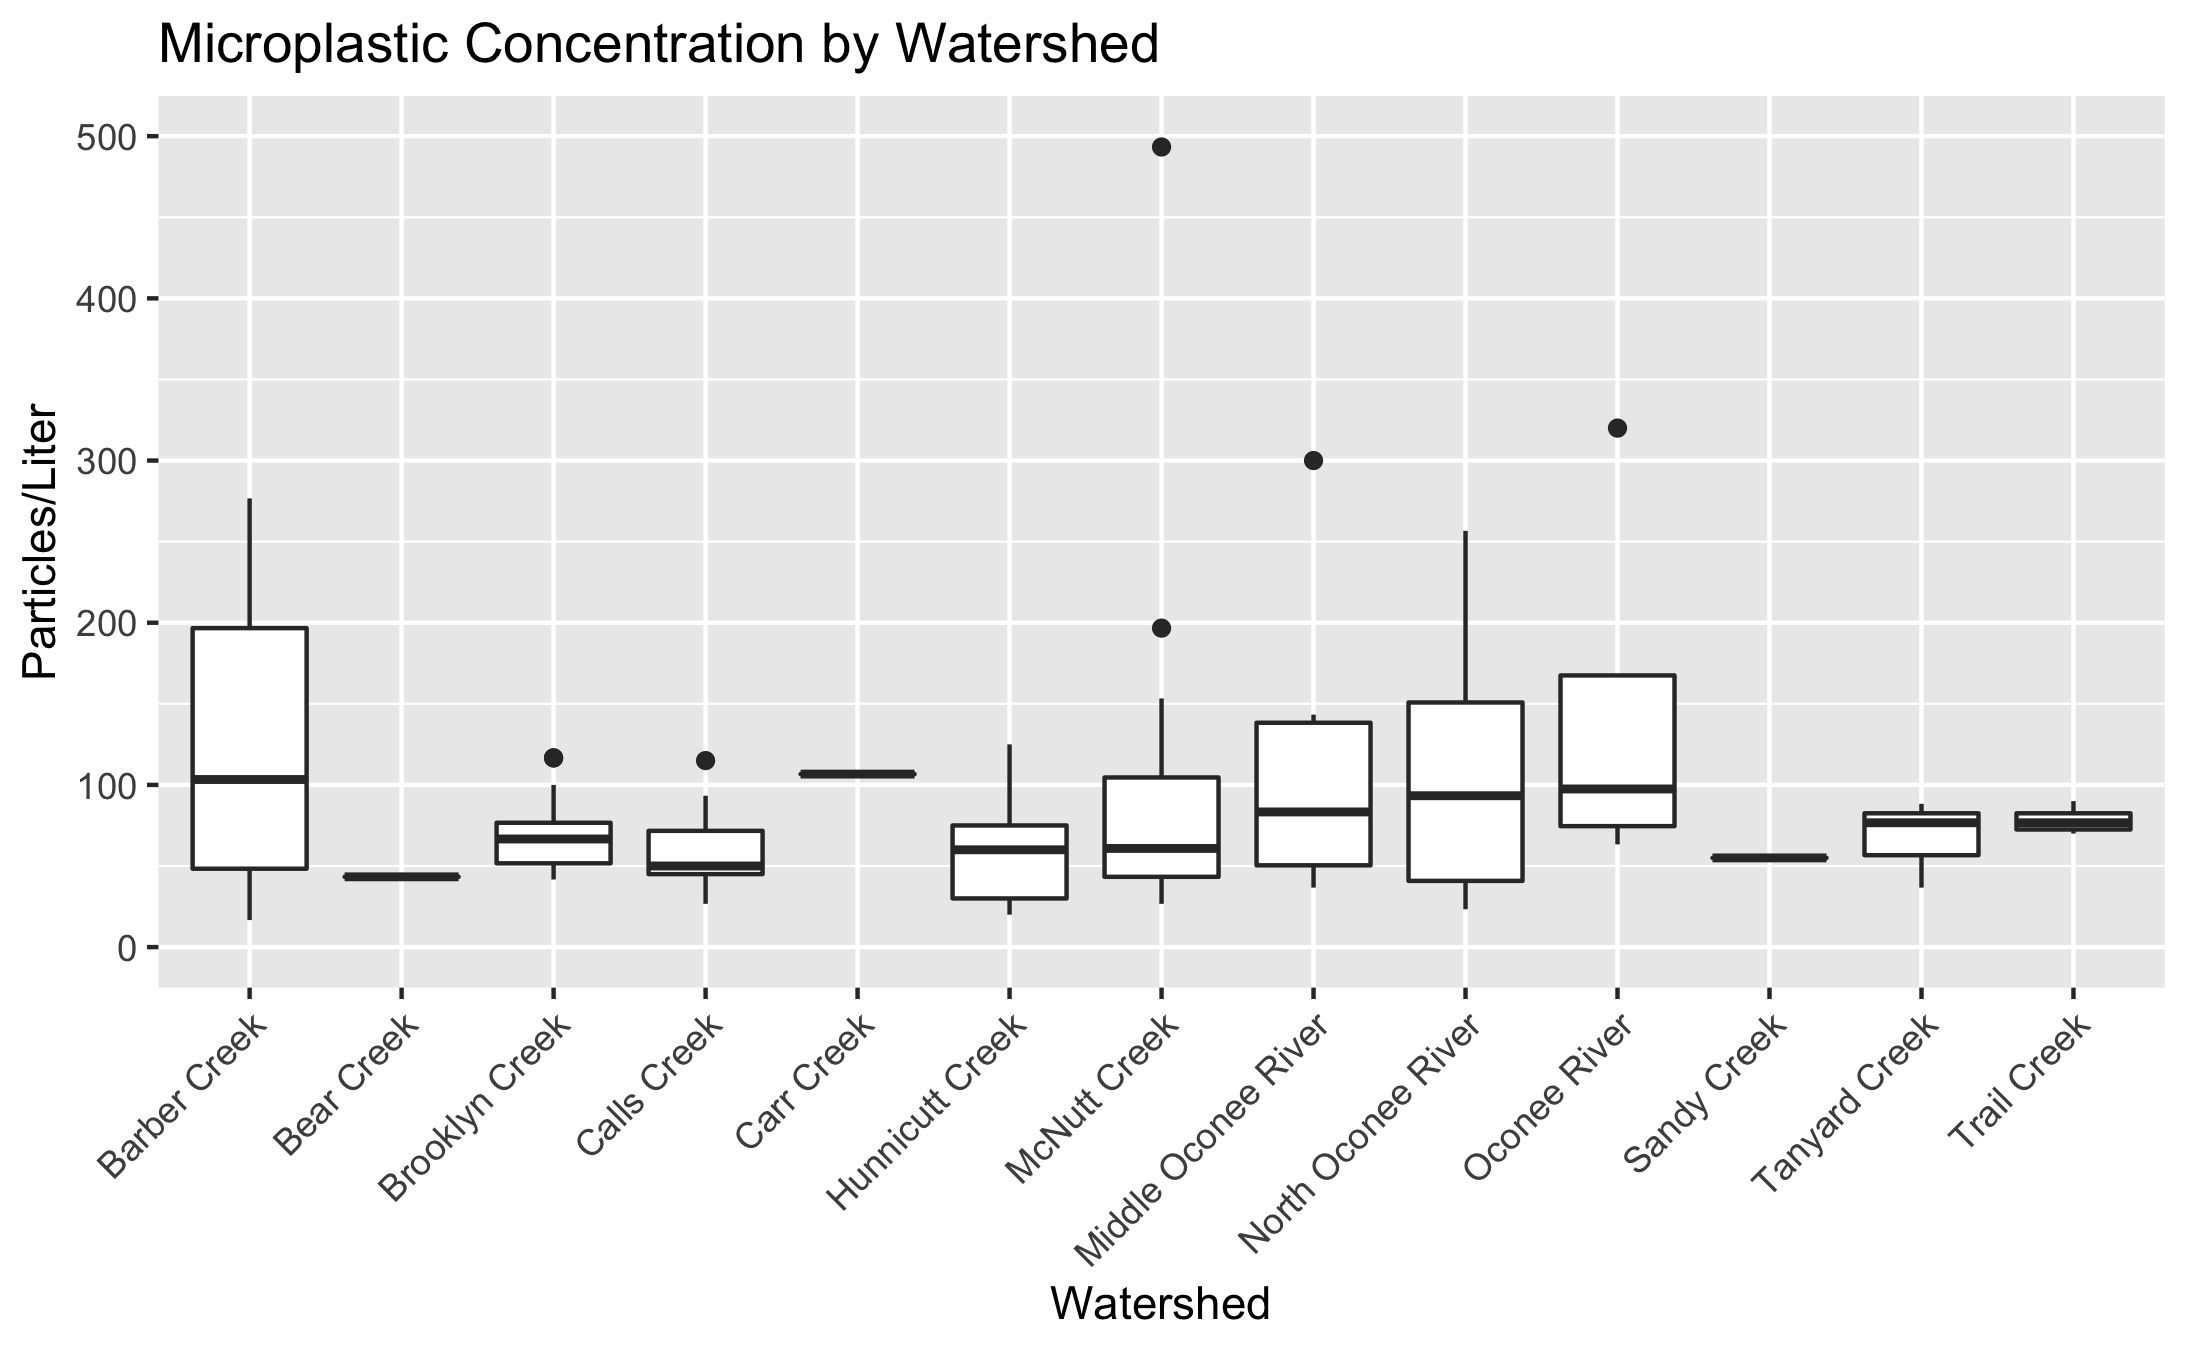 Microplastic Concentration by Watershed
Particles/Liter
500
400
300
200
100
0
Barber Creek
Bear Creek
Brooklyn Creek
Calls Creek
Carr Creek
Hunnicutt Creek
McNutt Creek
Middle Oconee River
North Oconee River
Oconee River
Sandy Creek
Tanyard Creek
Trail Creek
Watershed